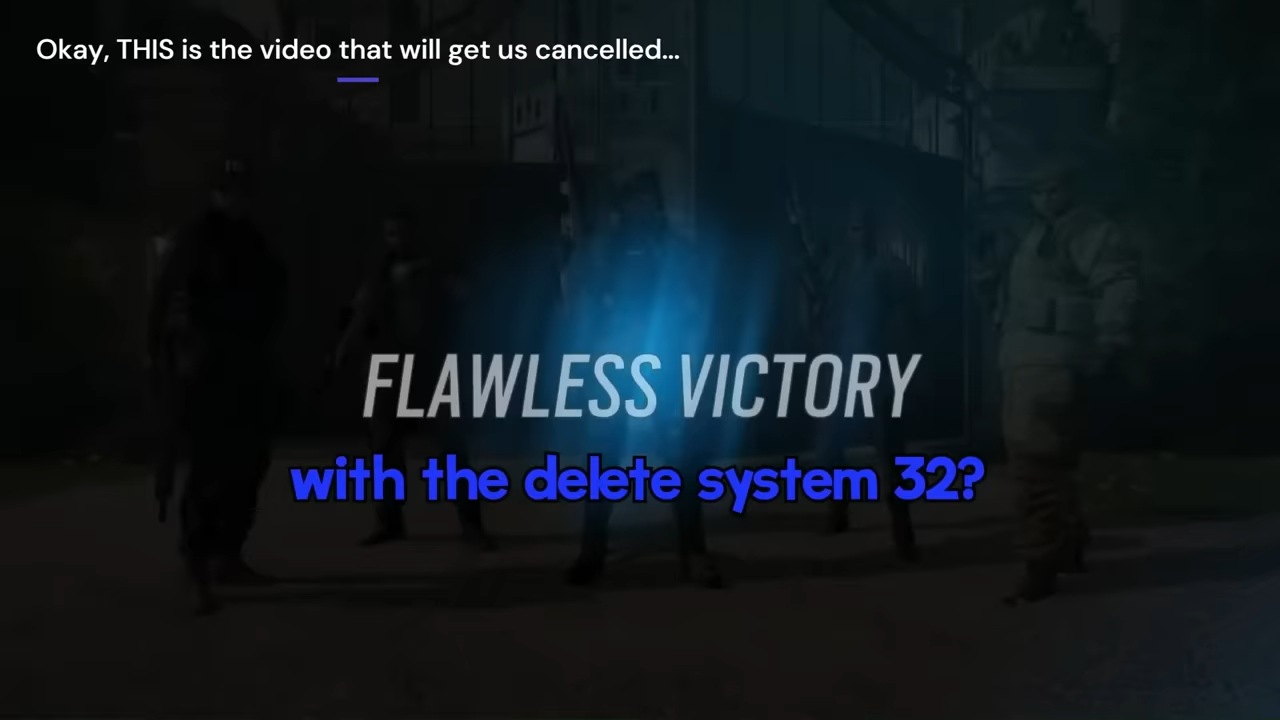 Okay, THIS is the video that will get us cancelled...
FLAWLESS VICTORY
with the delete system 32?